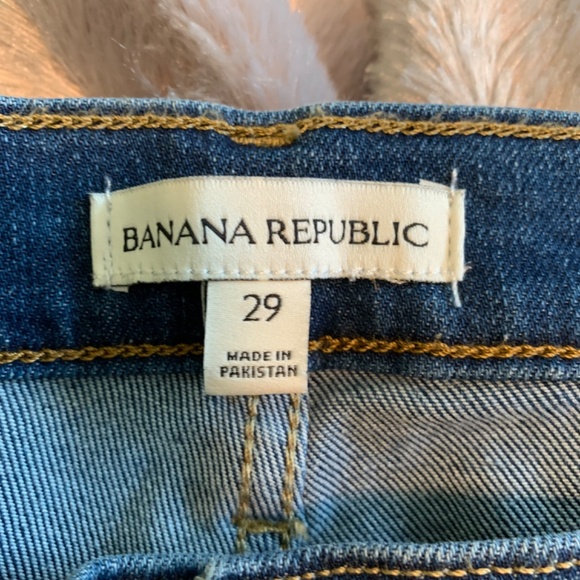 BANANA REPUBLIC
29
MADE IN
PAKISTAN